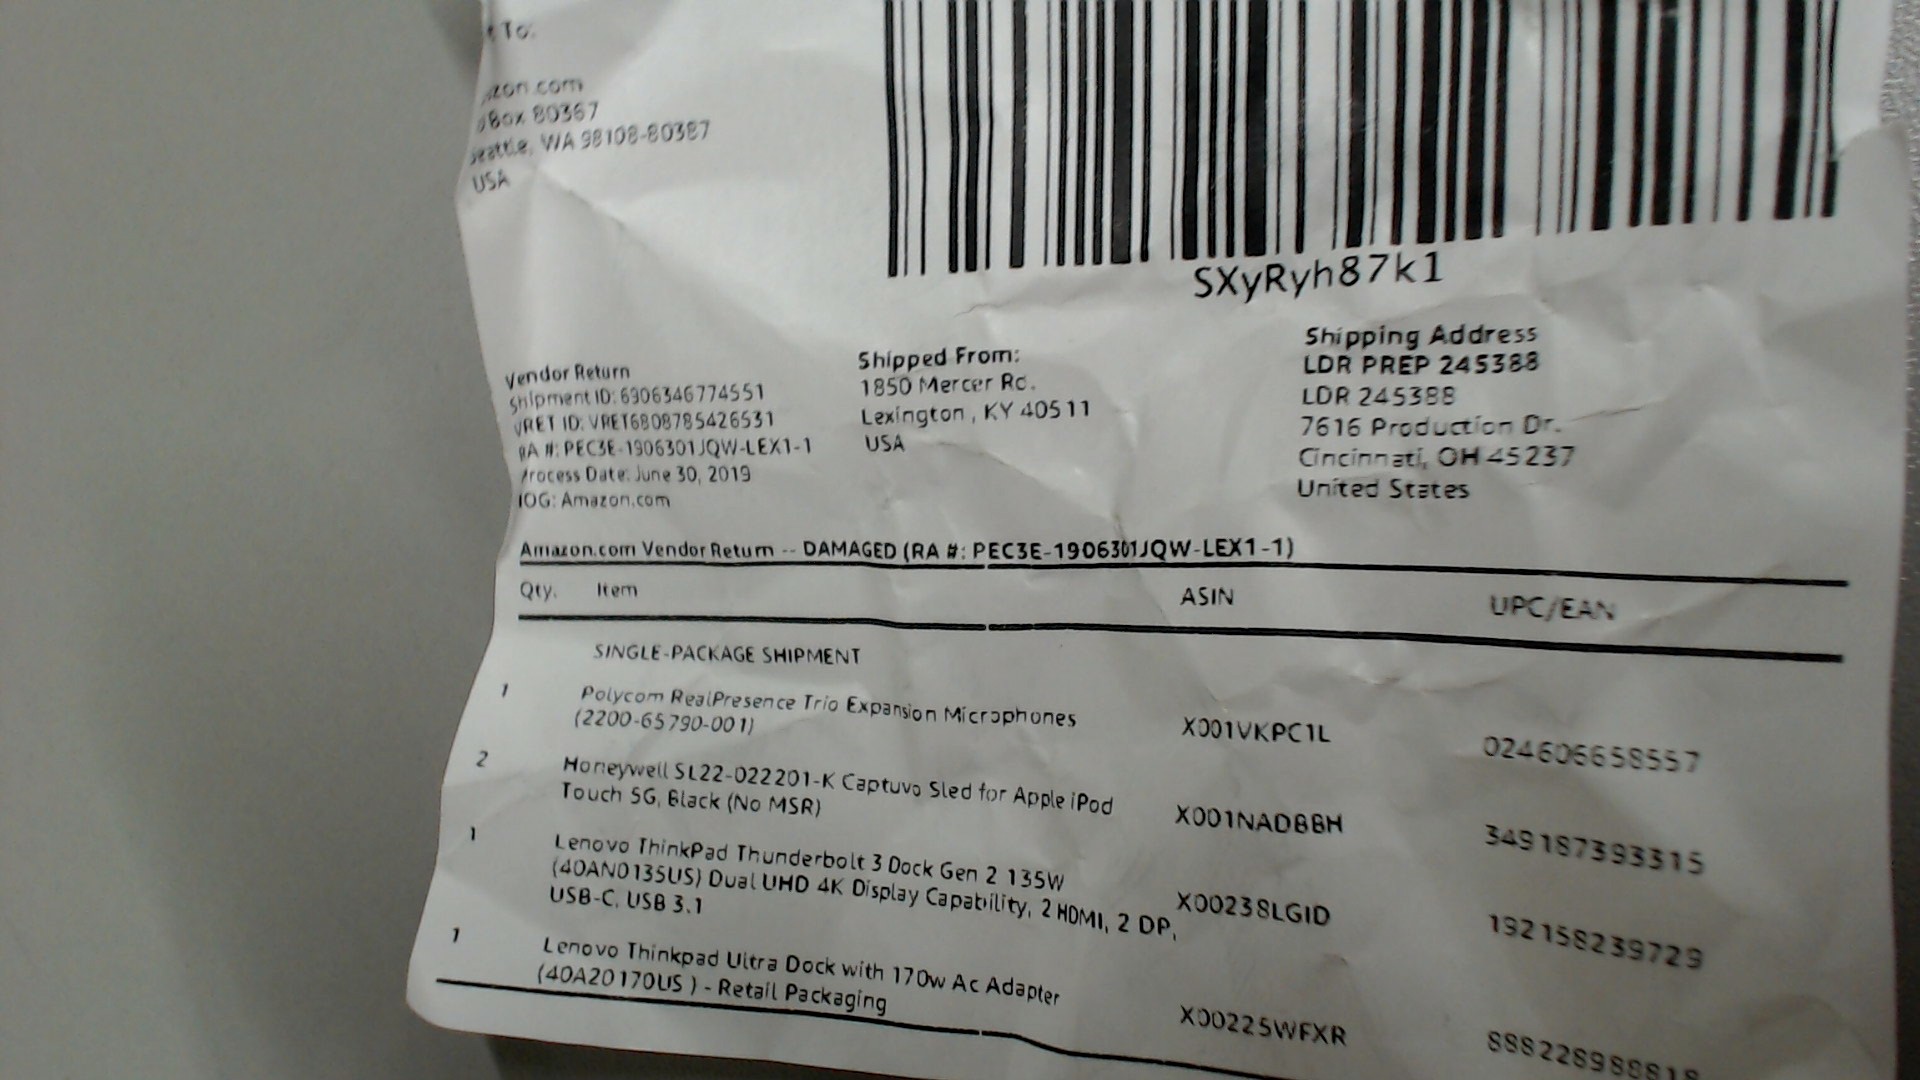 To:
zon.com
Box 80367
Seattle, WA 98108-80387
USA
SXyRyh87k1
Vendor Return
Shipment ID: 6906346774551
VRET ID: VRET6808785426531
RA #: PEC3E-1906301JQW-LEX1-1
Process Date: June 30, 2019
IOG: Amazon.com
Shipped From:
1850 Mercer Rd.
Lexington, KY 40511
USA
Shipping Address
LDR PREP 245388
LDR 245388
7616 Production Dr.
Cincinnati, OH 45237
United States
Amazon.com Vendor Return -- DAMAGED (RA #: PEC3E-1906301JQW-LEX1-1)
Qty. Item ASIN UPC/EAN
SINGLE-PACKAGE SHIPMENT
1 Polycom RealPresence Trio Expansion Microphones
(2200-65790-001) X001VKPC1L 024606658557
2 Honeywell SL22-022201-K Captuvo Sled for Apple iPod
Touch 5G, Black (No MSR) X001NADBBH 349187393315
1 Lenovo ThinkPad Thunderbolt 3 Dock Gen 2 135W
(40AN0135US) Dual UHD 4K Display Capability, 2 HDMI, 2 DP,
USB-C, USB 3.1 X00238LGID 192158239729
1 Lenovo Thinkpad Ultra Dock with 170w Ac Adapter
(40A20170US ) - Retail Packaging X00225WFXR